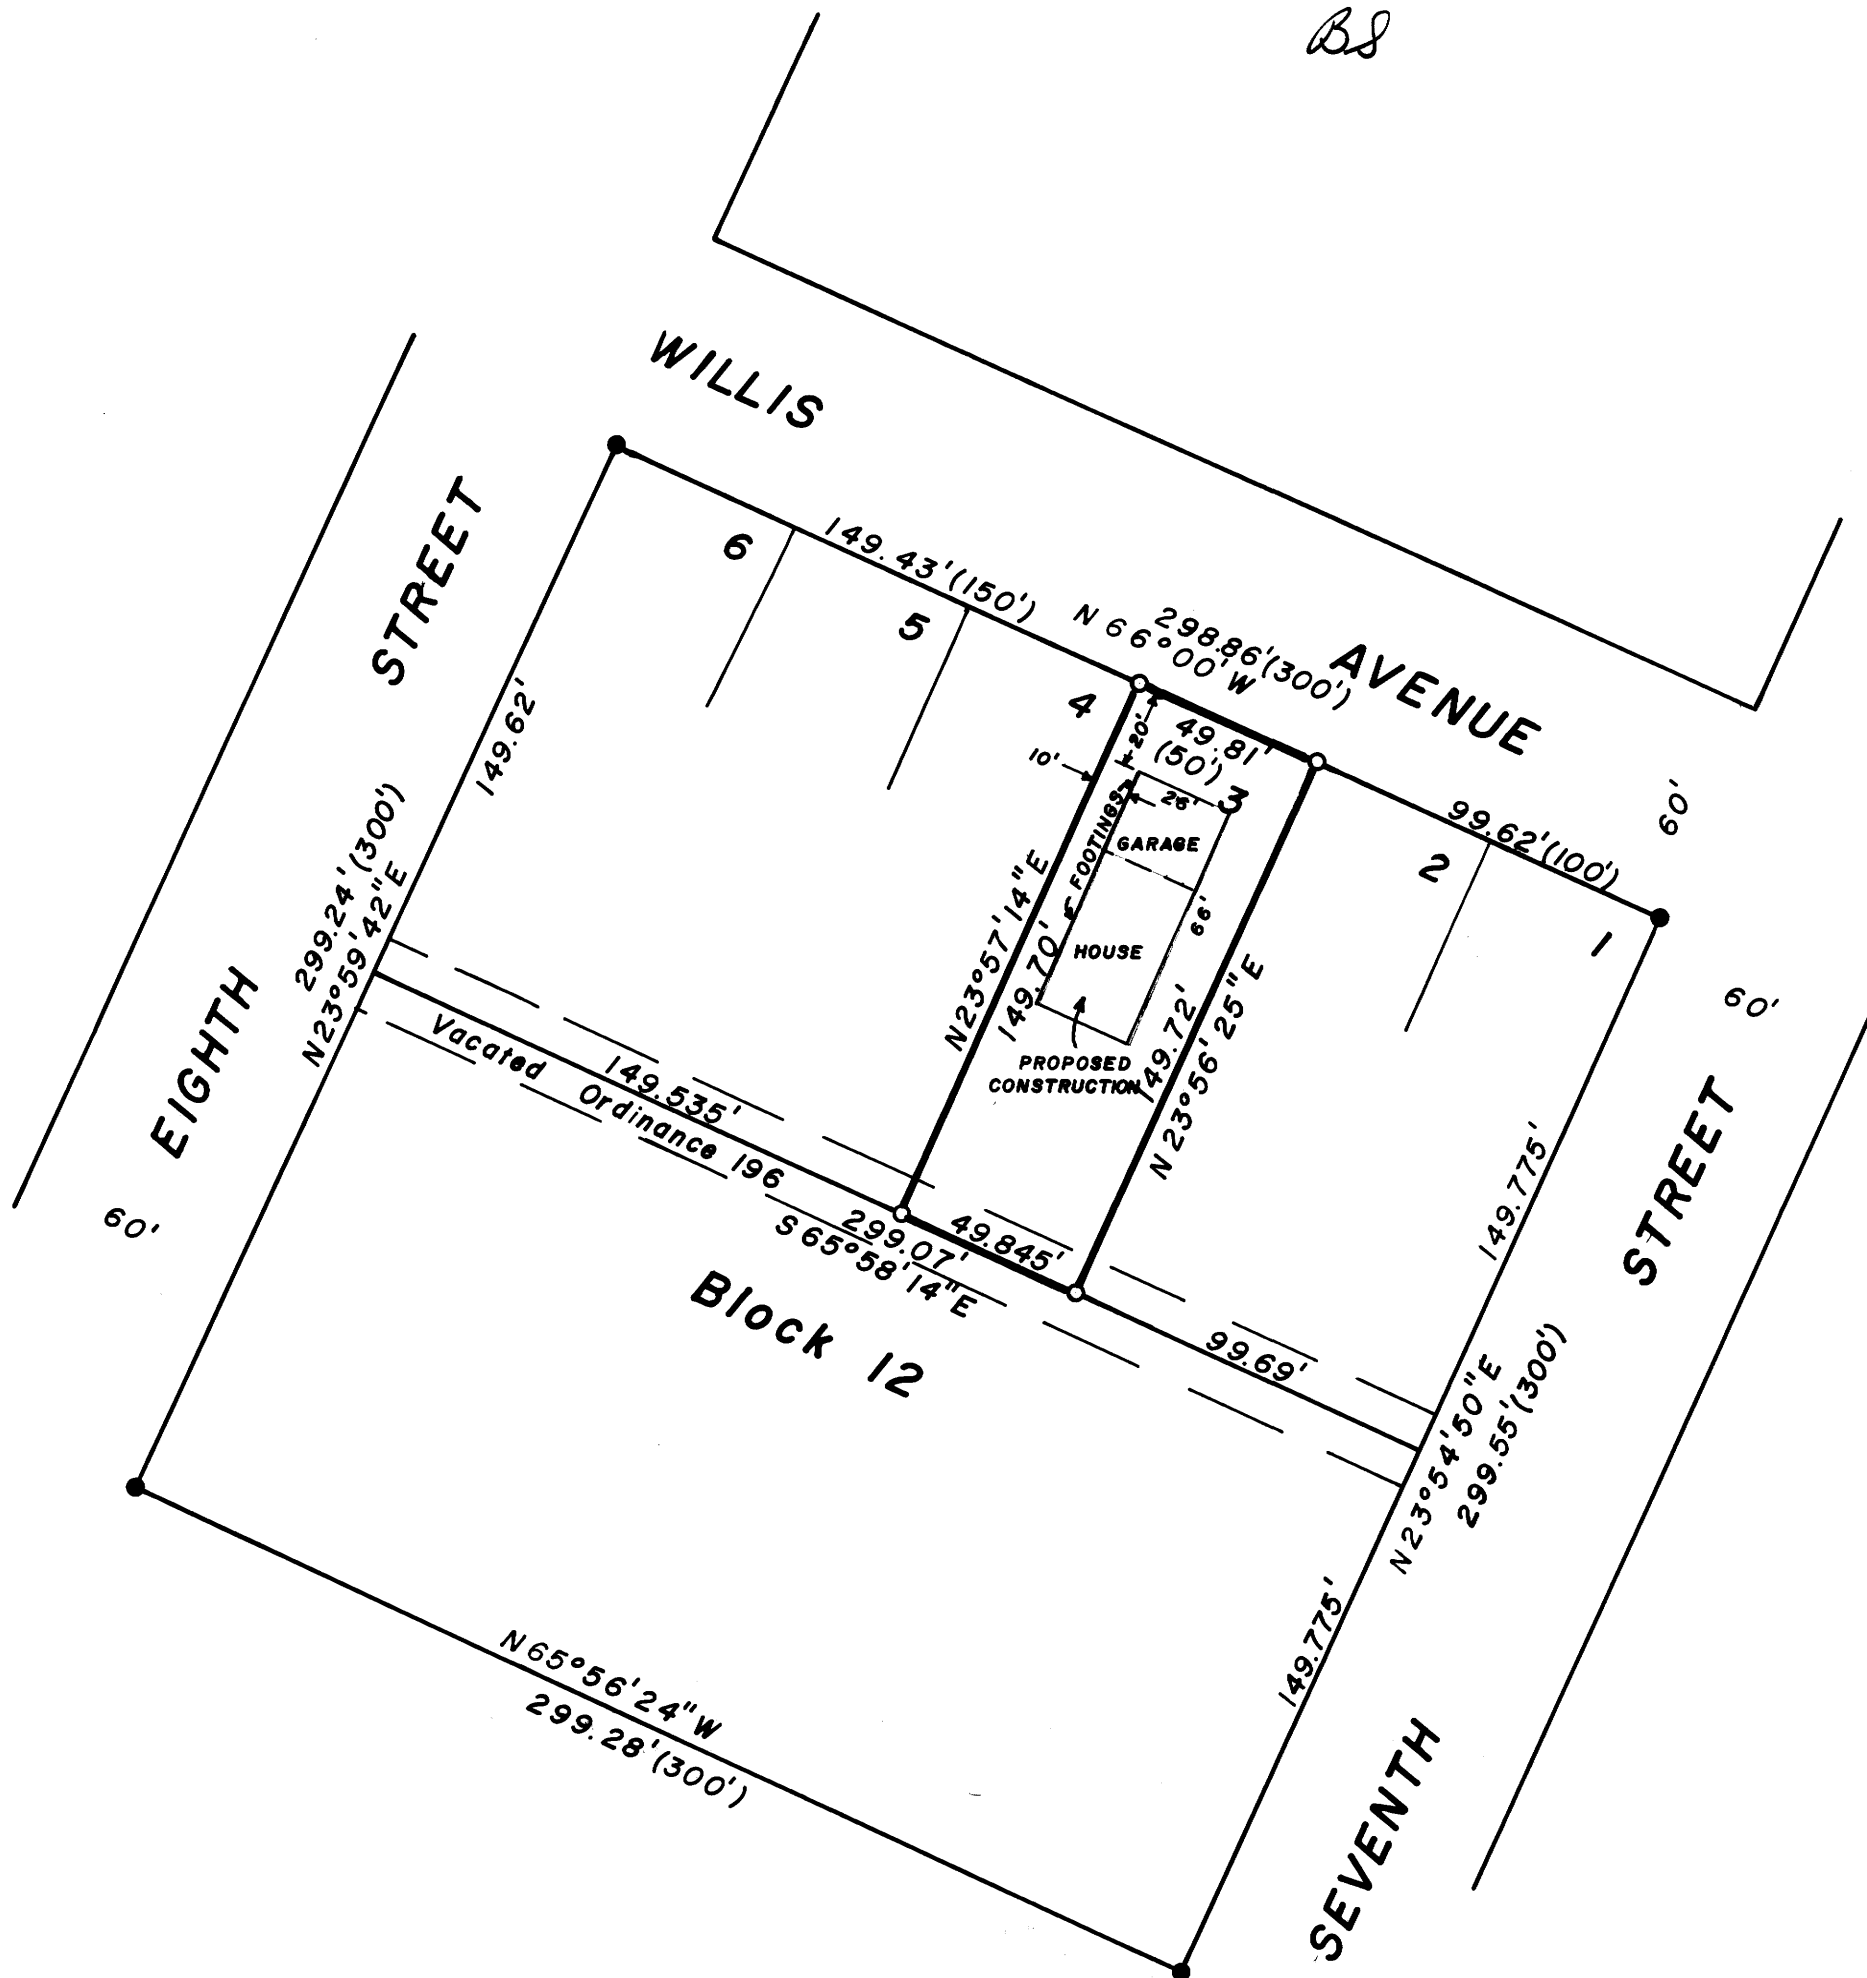 B8
WILLIS
AVENUE
STREET
EIGHTH
60'
6
5
4
3
2
1
149.43'(150')
298.86'(300')
N 66°00' W
49.81'
(50')
99.62'(100')
60'
60'
149.62'
299.24'(300')
N23°59'42"E
10'
20'
FOOTINGS
GARAGE
66'
HOUSE
N23°57'14"E
149.70'
149.72'
N23°56'25"E
PROPOSED
CONSTRUCTION
Vacated Ordinance 196
149.535'
299.07'
S65°58'14"E
49.845'
99.69'
149.775'
STREET
Block 12
N23°54'50"E
299.55'(300')
149.775'
SEVENTH
N65°56'24"W
299.28'(300')